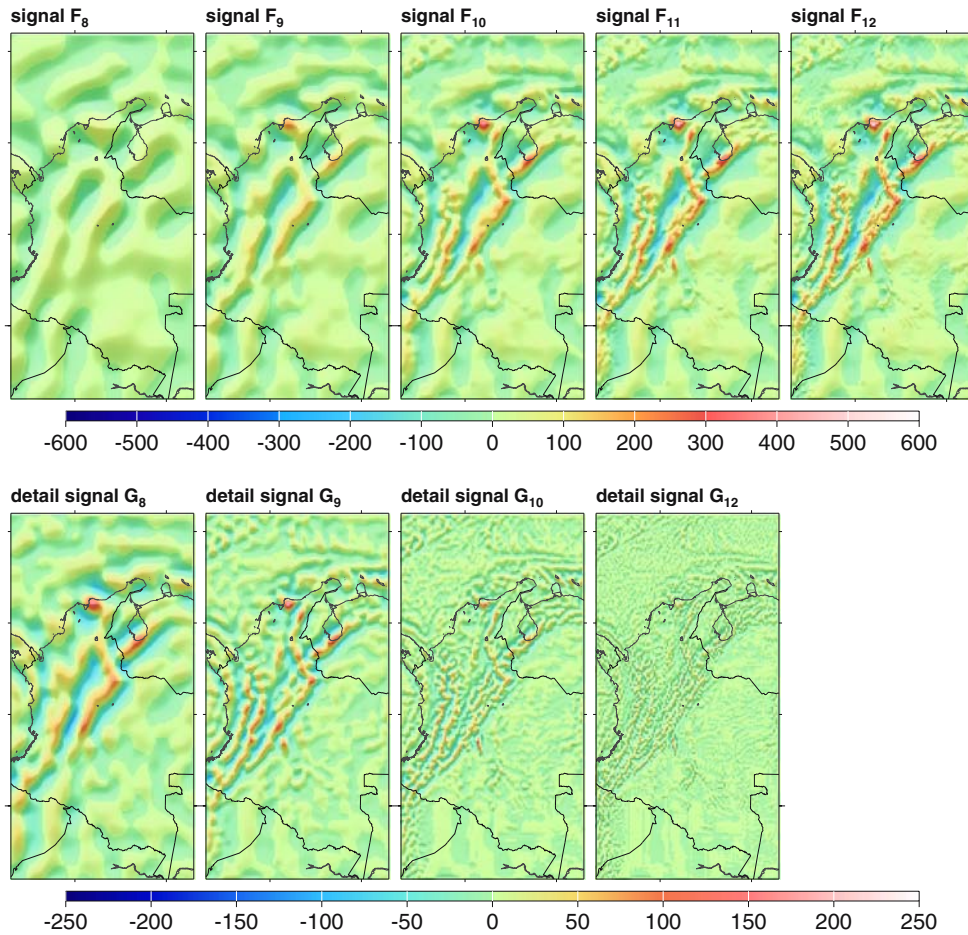 signal F₈ signal F₉ signal F₁₀ signal F₁₁ signal F₁₂
-600 -500 -400 -300 -200 -100 0 100 200 300 400 500 600
detail signal G₈ detail signal G₉ detail signal G₁₀ detail signal G₁₂
-250 -200 -150 -100 -50 0 50 100 150 200 250